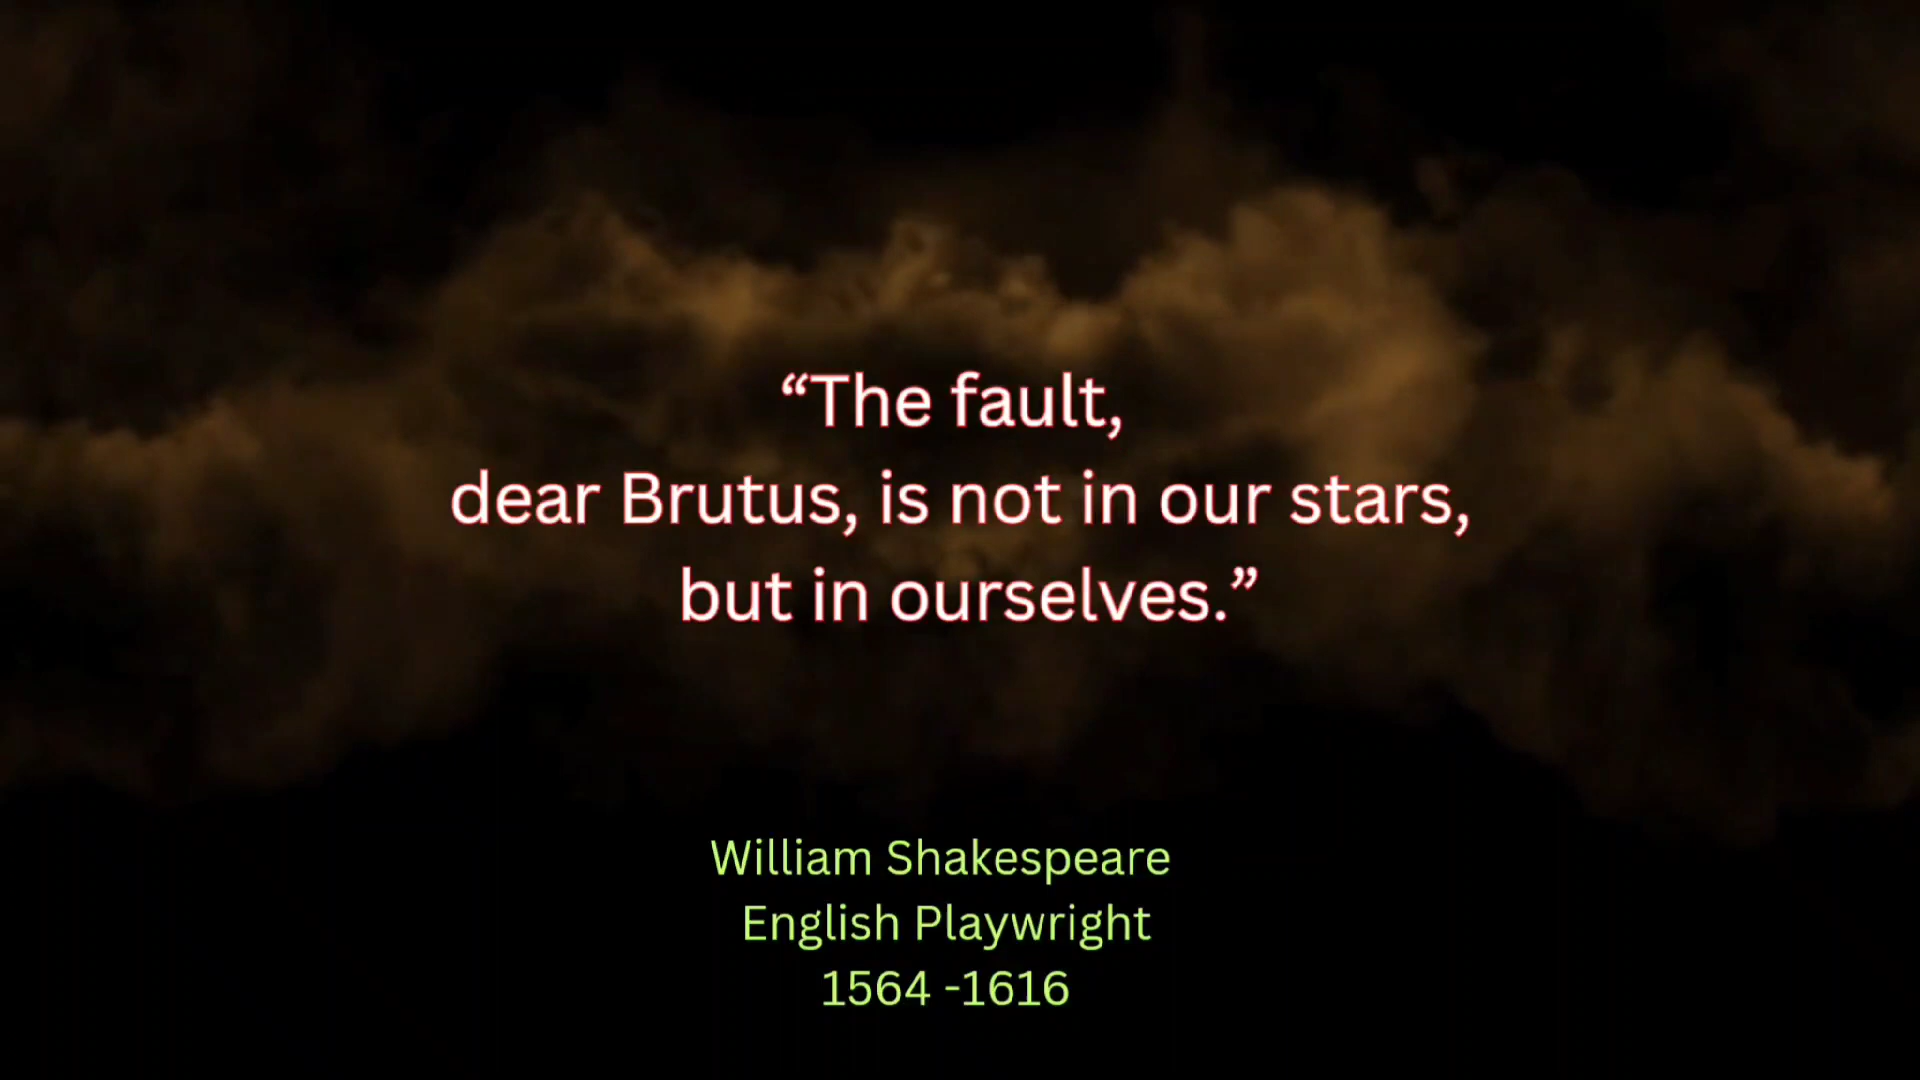 “The fault,
dear Brutus, is not in our stars,
but in ourselves.”
William Shakespeare
English Playwright
1564 -1616